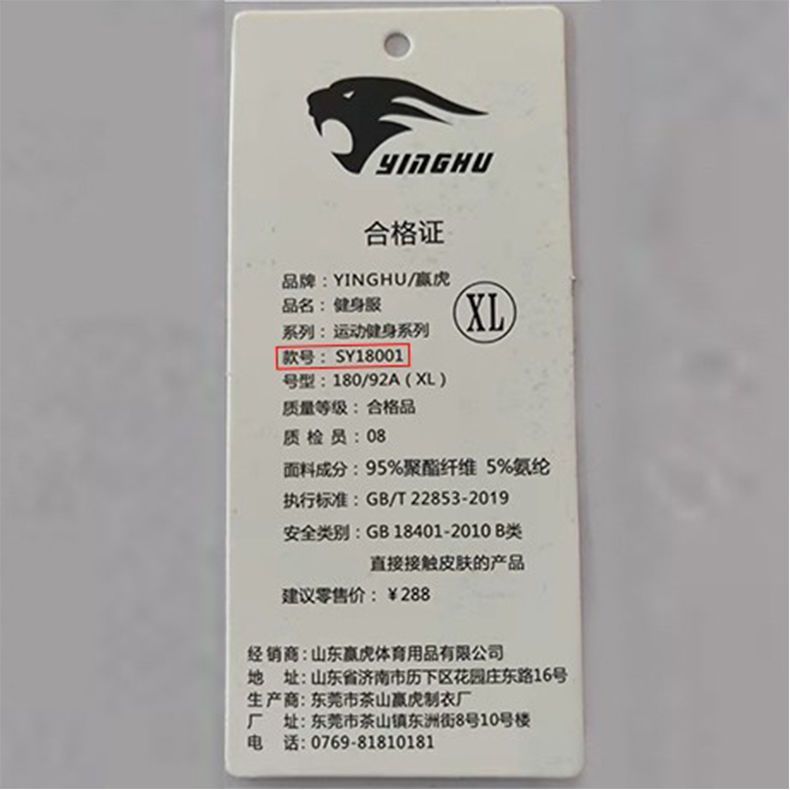 YINGHU
合格证
品牌：YINGHU/赢虎
品名：健身服
XL
系列：运动健身系列
款号：SY18001
号型：180/92A（XL）
质量等级：合格品
质检员：08
面料成分：95%聚酯纤维 5%氨纶
执行标准：GB/T 22853-2019
安全类别：GB 18401-2010 B类
直接接触皮肤的产品
建议零售价：￥288
经销商：山东赢虎体育用品有限公司
地 址：山东省济南市历下区花园庄东路16号
生产商：东莞市茶山赢虎制衣厂
厂 址：东莞市茶山镇东洲街8号10号楼
电 话：0769-81810181